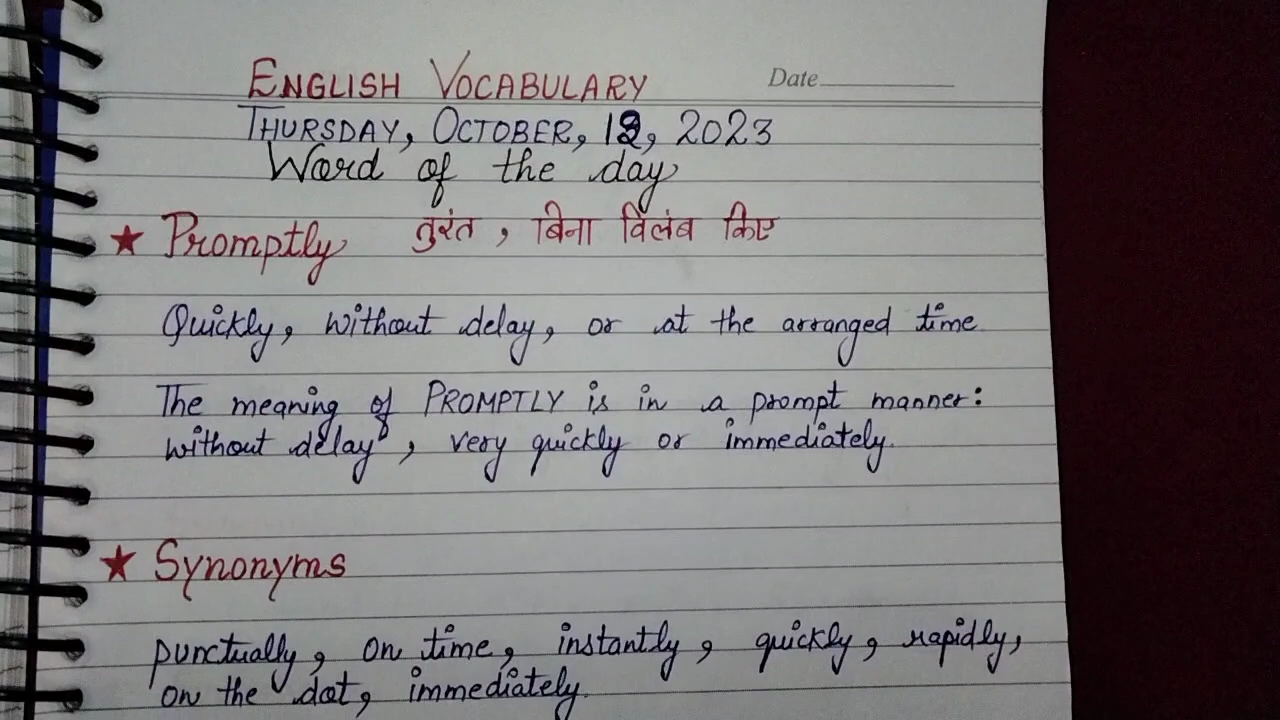 ENGLISH VOCABULARY
Date
THURSDAY, OCTOBER, 12, 2023
Word of the day
★ Promptly तुरंत, बिना विलंब किए
Quickly, without delay, or at the arranged time
The meaning of PROMPTLY is in a prompt manner:
without delay, very quickly or immediately.
★ Synonyms
punctually, on time, instantly, quickly, rapidly,
on the dot, immediately.